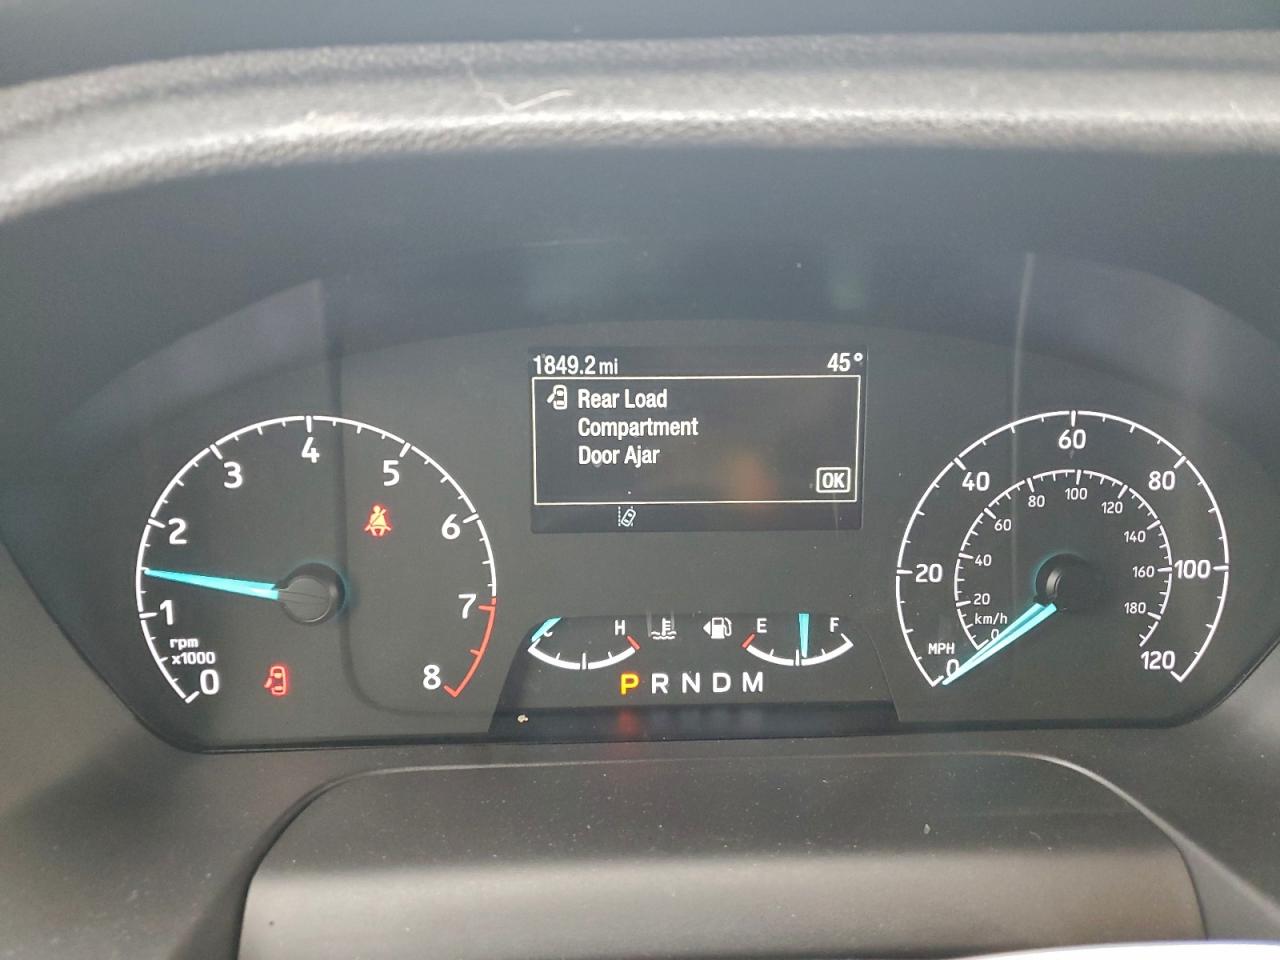 1849.2 mi 45°
Rear Load
Compartment
Door Ajar
OK
0 1 2 3 4 5 6 7 8
rpm
x1000
C H
E F
P R N D M
0 20 40 60 80 100 120
MPH
0 20 40 60 80 100 120 140 160 180
km/h